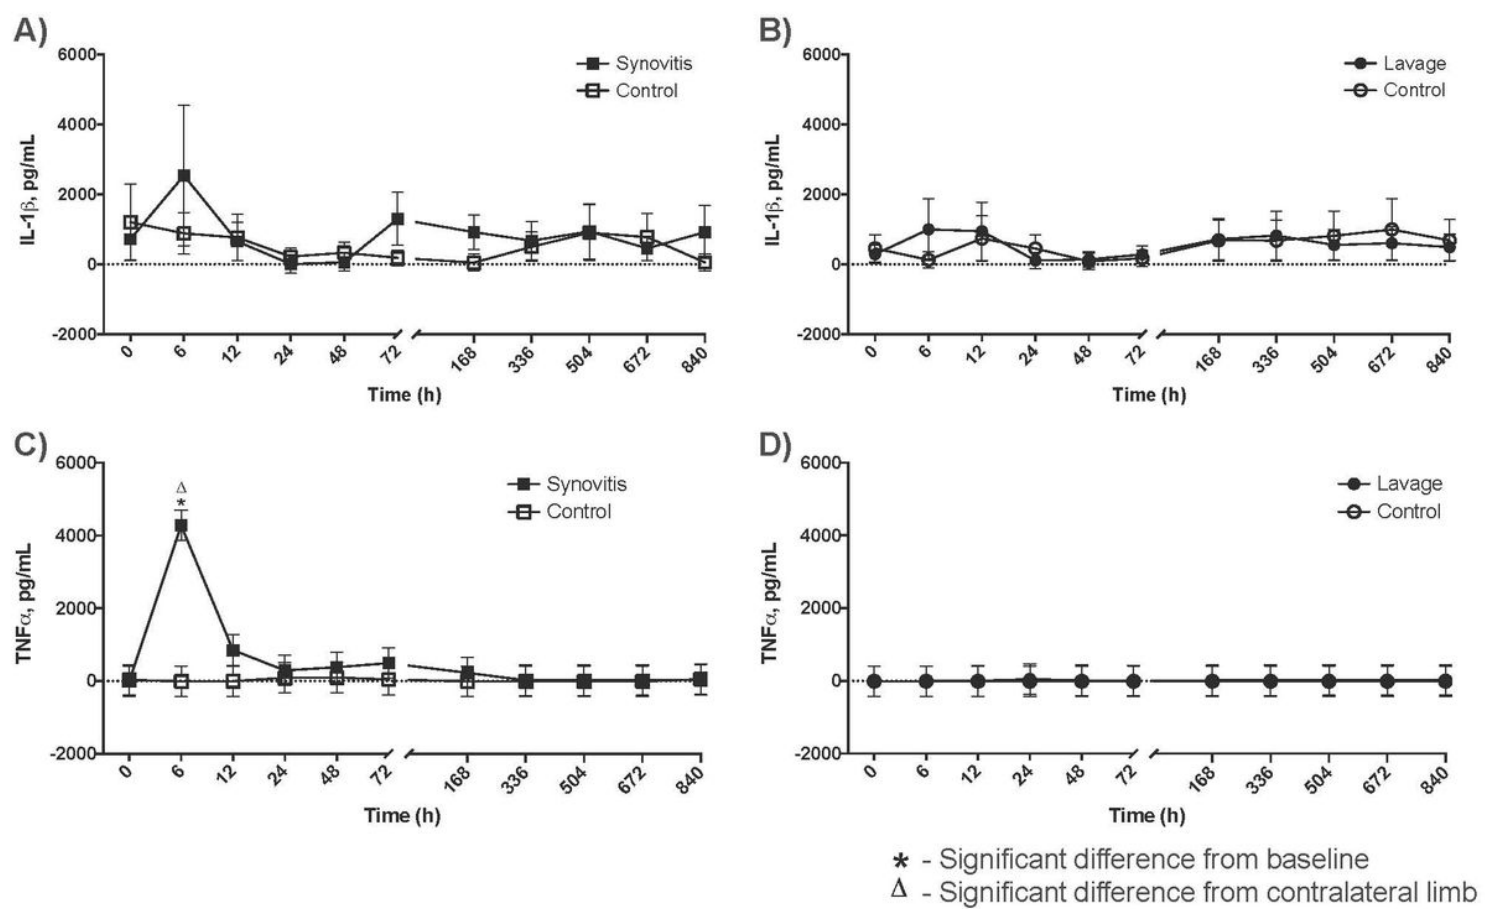 A)
6000
4000
2000
0
-2000
IL-1β, pg/mL
Synovitis
Control
0 6 12 24 48 72 168 336 504 672 840
Time (h)
B)
6000
4000
2000
0
-2000
IL-1β, pg/mL
Lavage
Control
0 6 12 24 48 72 168 336 504 672 840
Time (h)
C)
6000
4000
2000
0
-2000
TNFα, pg/mL
Δ
*
Synovitis
Control
0 6 12 24 48 72 168 336 504 672 840
Time (h)
D)
6000
4000
2000
0
-2000
TNFα, pg/mL
Lavage
Control
0 6 12 24 48 72 168 336 504 672 840
Time (h)
* - Significant difference from baseline
Δ - Significant difference from contralateral limb